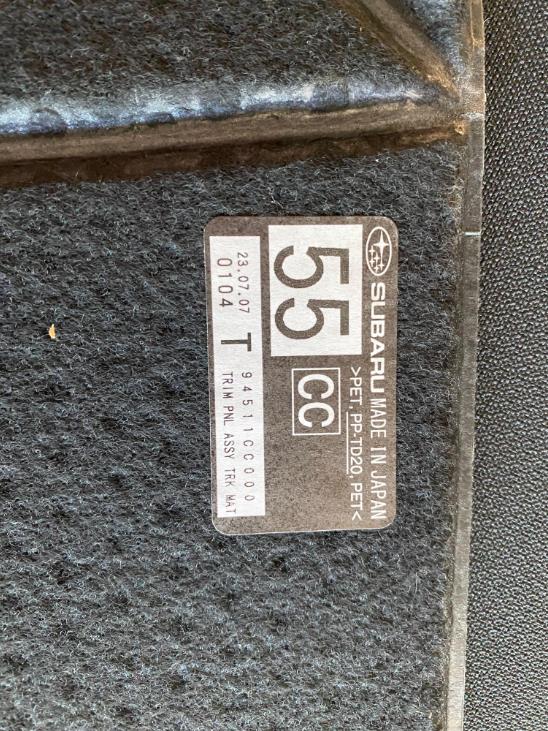 SUBARU MADE IN JAPAN
>PET, PP-TD20, PET<
55
CC
23.07.07
0104
T
94511CC000
TRIM PNL ASSY TRK MAT